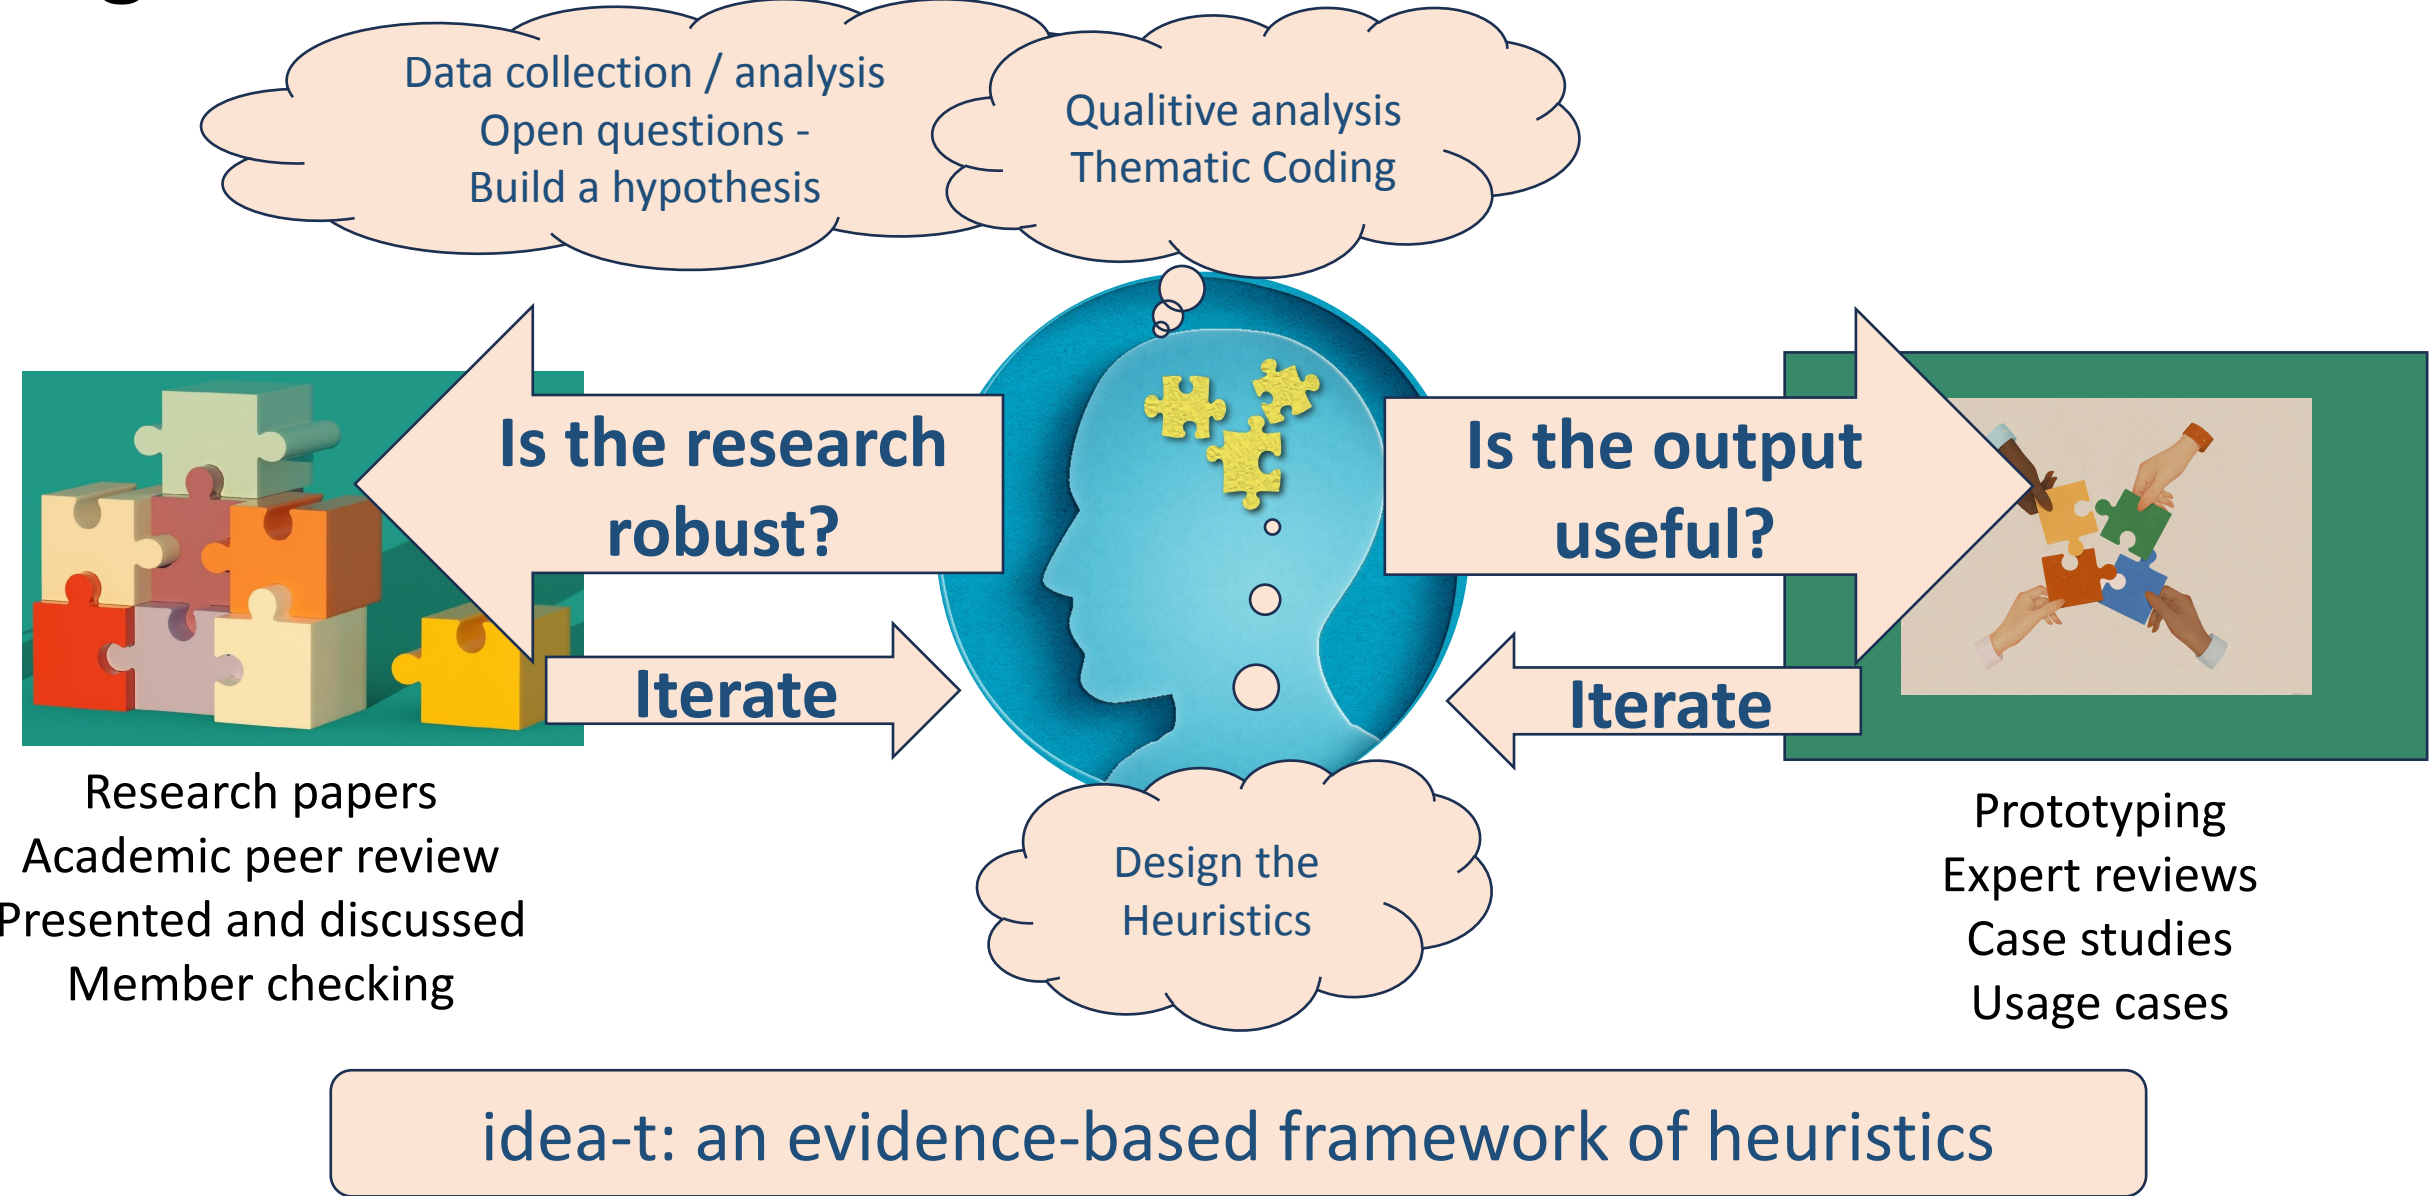 Data collection / analysis
Open questions -
Build a hypothesis
Qualitive analysis
Thematic Coding
Is the research
robust?
Is the output
useful?
Iterate
Iterate
Research papers
Academic peer review
Presented and discussed
Member checking
Design the
Heuristics
Prototyping
Expert reviews
Case studies
Usage cases
idea-t: an evidence-based framework of heuristics